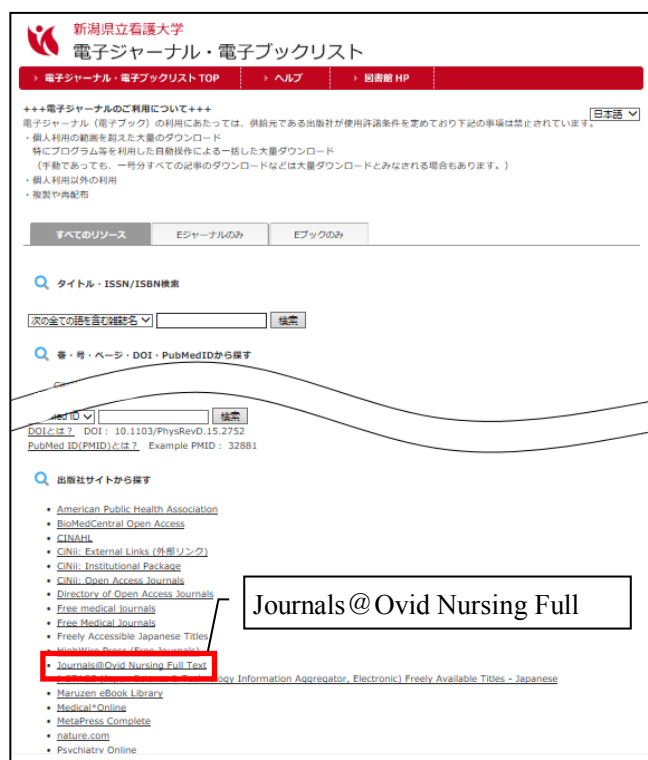 新潟県立看護大学
電子ジャーナル・電子ブックリスト
› 電子ジャーナル・電子ブックリスト TOP › ヘルプ › 図書館 HP
+++電子ジャーナルのご利用について+++
日本語
電子ジャーナル（電子ブック）の利用にあたっては、供給元である出版社が使用許諾条件を定めており下記の事項は禁止されています。
・個人利用の範囲を超えた大量のダウンロード
特にプログラム等を利用した自動操作による一括した大量ダウンロード
（手動であっても、一号分すべての記事のダウンロードなどは大量ダウンロードとみなされる場合もあります。）
・個人利用以外の利用
・複製や再配布
すべてのリソース Eジャーナルのみ Eブックのみ
タイトル・ISSN/ISBN検索
次の全ての語を含む雑誌名 検索
巻・号・ページ・DOI・PubMedIDから探す
ed ID 検索
DOIとは？ DOI： 10.1103/PhysRevD.15.2752
PubMed ID(PMID)とは？ Example PMID： 32881
出版社サイトから探す
• American Public Health Association
• BioMedCentral Open Access
• CINAHL
• CiNii: External Links (外部リンク)
• CiNii: Institutional Package
• CiNii: Open Access Journals
• Directory of Open Access Journals
• Free medical journals
• Free Medical Journals
• Freely Accessible Japanese Titles
• HighWire Press (Free Journals)
• Journals@Ovid Nursing Full Text
Journals＠Ovid Nursing Full
Technology Information Aggregator, Electronic) Freely Available Titles - Japanese
• Maruzen eBook Library
• Medical*Online
• MetaPress Complete
• nature.com
• Psychiatry Online